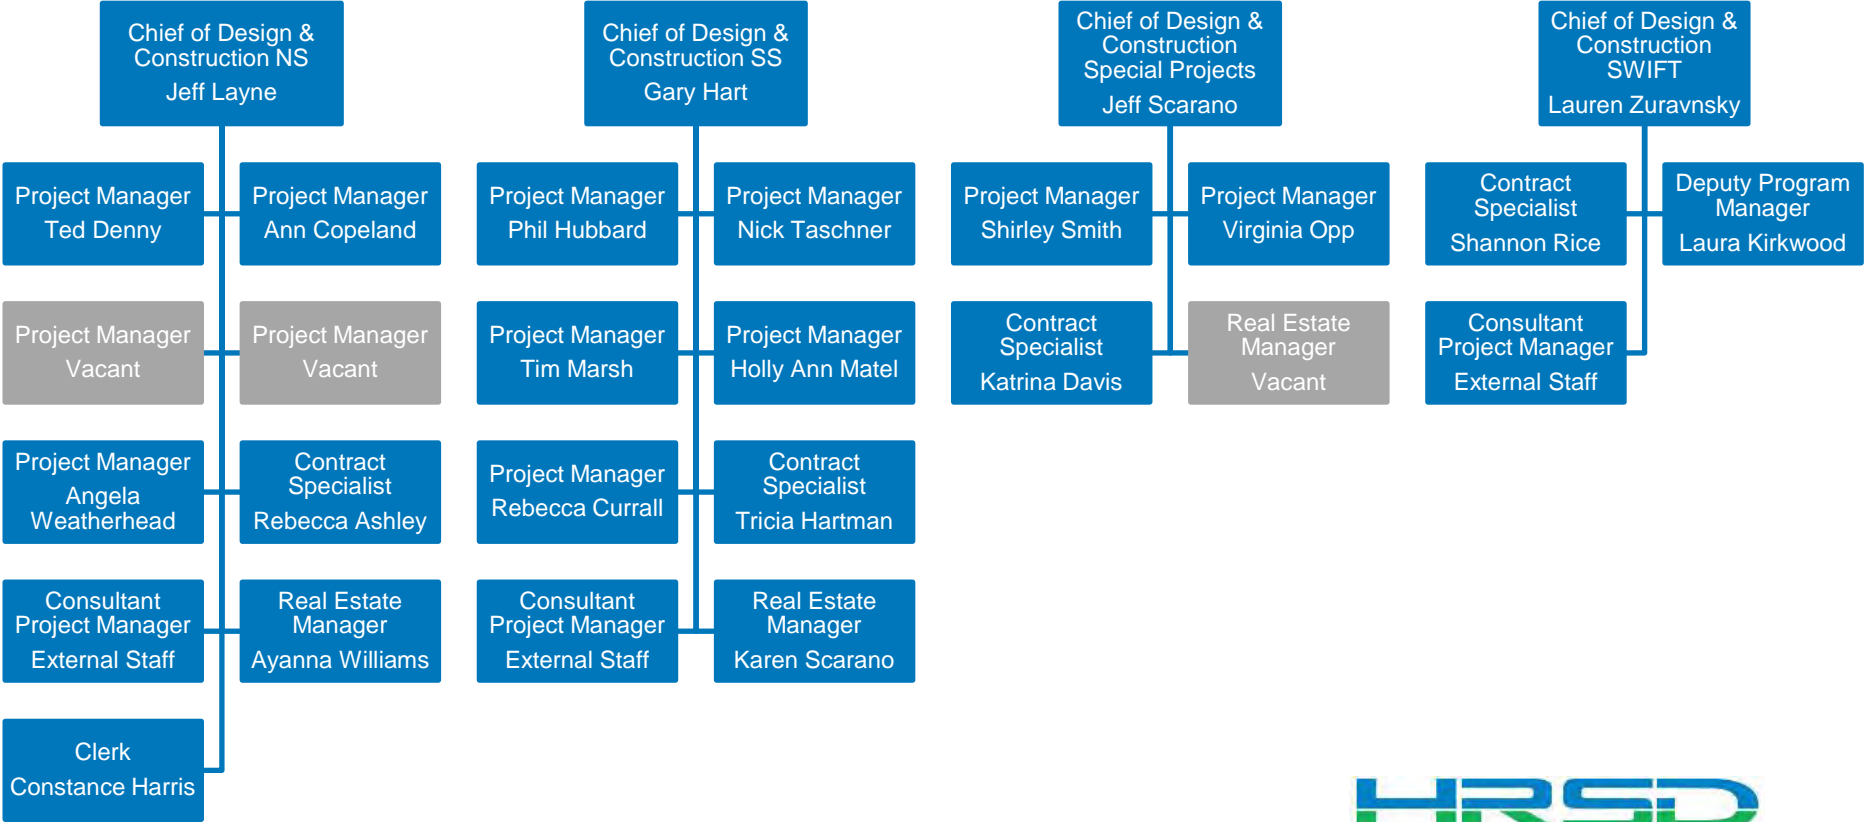 Chief of Design &
Construction NS
Jeff Layne
Project Manager
Ted Denny
Project Manager
Ann Copeland
Project Manager
Vacant
Project Manager
Vacant
Project Manager
Angela
Weatherhead
Contract
Specialist
Rebecca Ashley
Consultant
Project Manager
External Staff
Real Estate
Manager
Ayanna Williams
Clerk
Constance Harris
Chief of Design &
Construction SS
Gary Hart
Project Manager
Phil Hubbard
Project Manager
Nick Taschner
Project Manager
Tim Marsh
Project Manager
Holly Ann Matel
Project Manager
Rebecca Currall
Contract
Specialist
Tricia Hartman
Consultant
Project Manager
External Staff
Real Estate
Manager
Karen Scarano
Chief of Design &
Construction
Special Projects
Jeff Scarano
Project Manager
Shirley Smith
Project Manager
Virginia Opp
Contract
Specialist
Katrina Davis
Real Estate
Manager
Vacant
Chief of Design &
Construction
SWIFT
Lauren Zuravnsky
Contract
Specialist
Shannon Rice
Deputy Program
Manager
Laura Kirkwood
Consultant
Project Manager
External Staff
HRSD